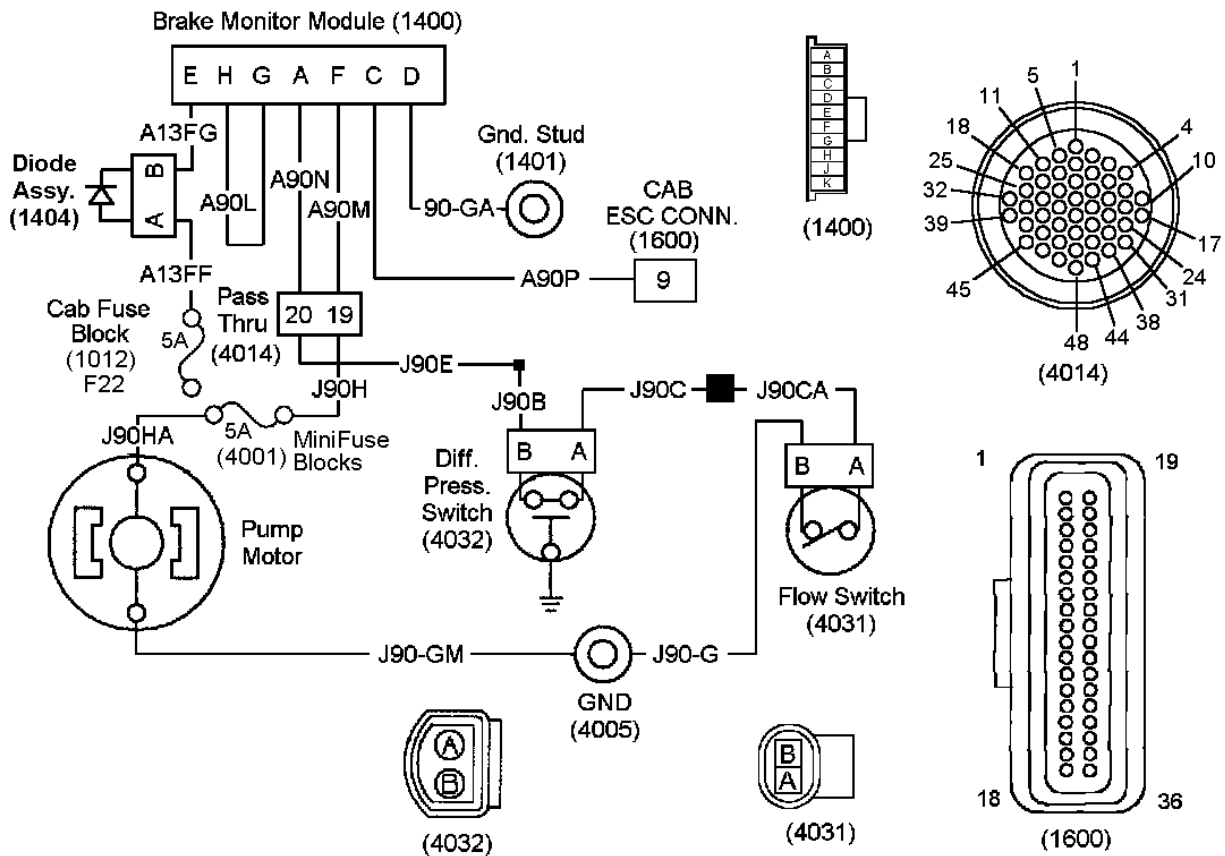 Brake Monitor Module (1400)
E H G A F C D
A13FG
Diode
Assy.
(1404)
B
A
A13FF
A90L
A90N
A90M
90-GA
Gnd. Stud
(1401)
CAB
ESC CONN.
(1600)
A90P
9
Cab Fuse
Block
(1012)
F22
5A
Pass
Thru
(4014)
20 19
J90E
J90H
J90HA
5A
(4001)
MiniFuse
Blocks
J90B
J90C
J90CA
B A
Diff.
Press.
Switch
(4032)
B A
Flow Switch
(4031)
Pump
Motor
J90-GM
J90-G
GND
(4005)
A
B
(4032)
B
A
(4031)
A
B
C
D
E
F
G
H
J
K
(1400)
1
5
11
18
25
32
39
45
4
10
17
24
31
38
44
48
(4014)
1
19
18
36
(1600)